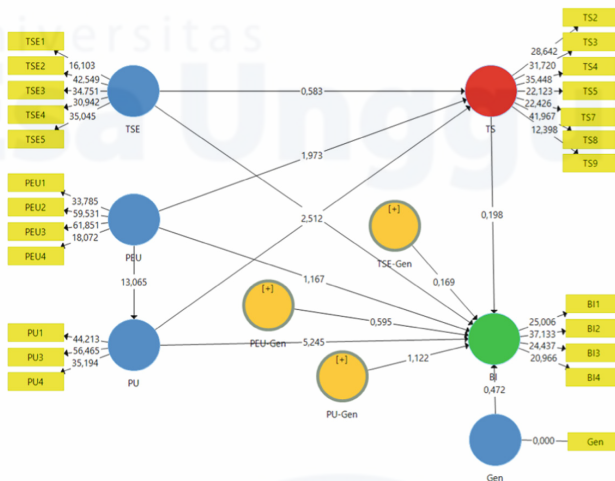 niversitas
sa Unggu
TSE1
TSE2
TSE3
TSE4
TSE5
16,103
42,549
34,751
30,942
35,045
TSE
0,583
TS
TS2
TS3
TS4
TS5
TS7
TS8
TS9
28,642
31,720
35,448
22,123
22,426
41,967
12,398
PEU1
PEU2
PEU3
PEU4
33,785
59,531
61,851
18,072
PEU
1,973
2,512
0,198
[+]
TSE-Gen
0,169
13,065
1,167
[+]
PEU-Gen
0,595
PU1
PU3
PU4
44,213
56,465
35,194
PU
5,245
[+]
PU-Gen
1,122
BI
BI1
BI2
BI3
BI4
25,006
37,133
24,437
20,966
0,472
Gen
0,000
Gen